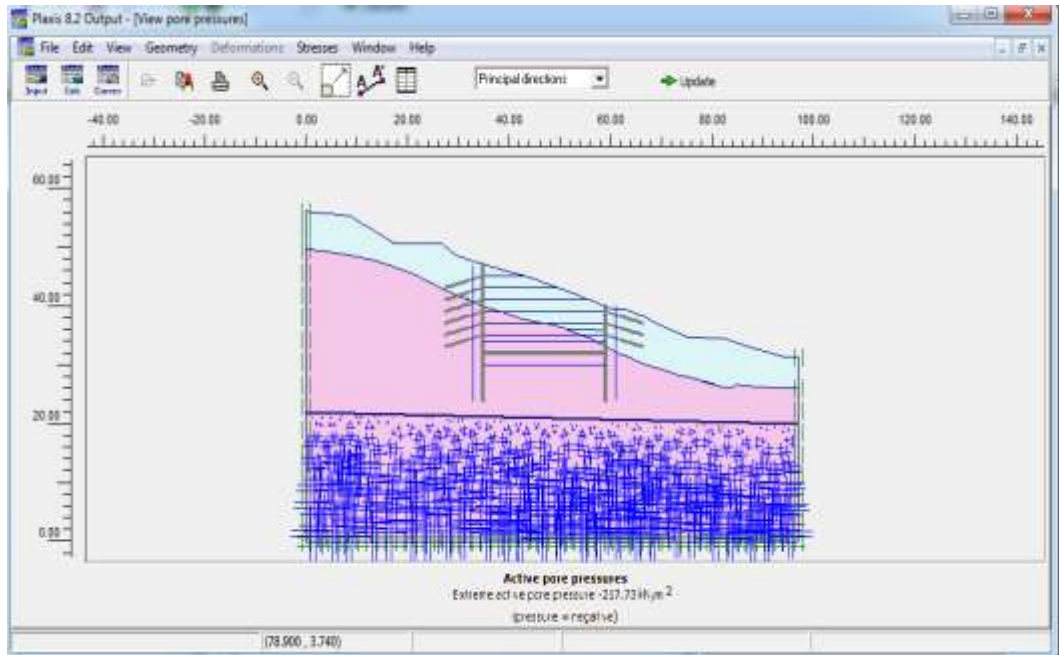 Plaxis 8.2 Output - [View pore pressures]
File Edit View Geometry Deformations Stresses Window Help
Input Calc Curves Principal directions Update
-40.00 -20.00 0.00 20.00 40.00 60.00 80.00 100.00 120.00 140.00
60.00
40.00
20.00
0.00
Active pore pressures
Extreme active pore pressure -217.73 kN/m 2
(pressure = negative)
(78.900 , 3.740)